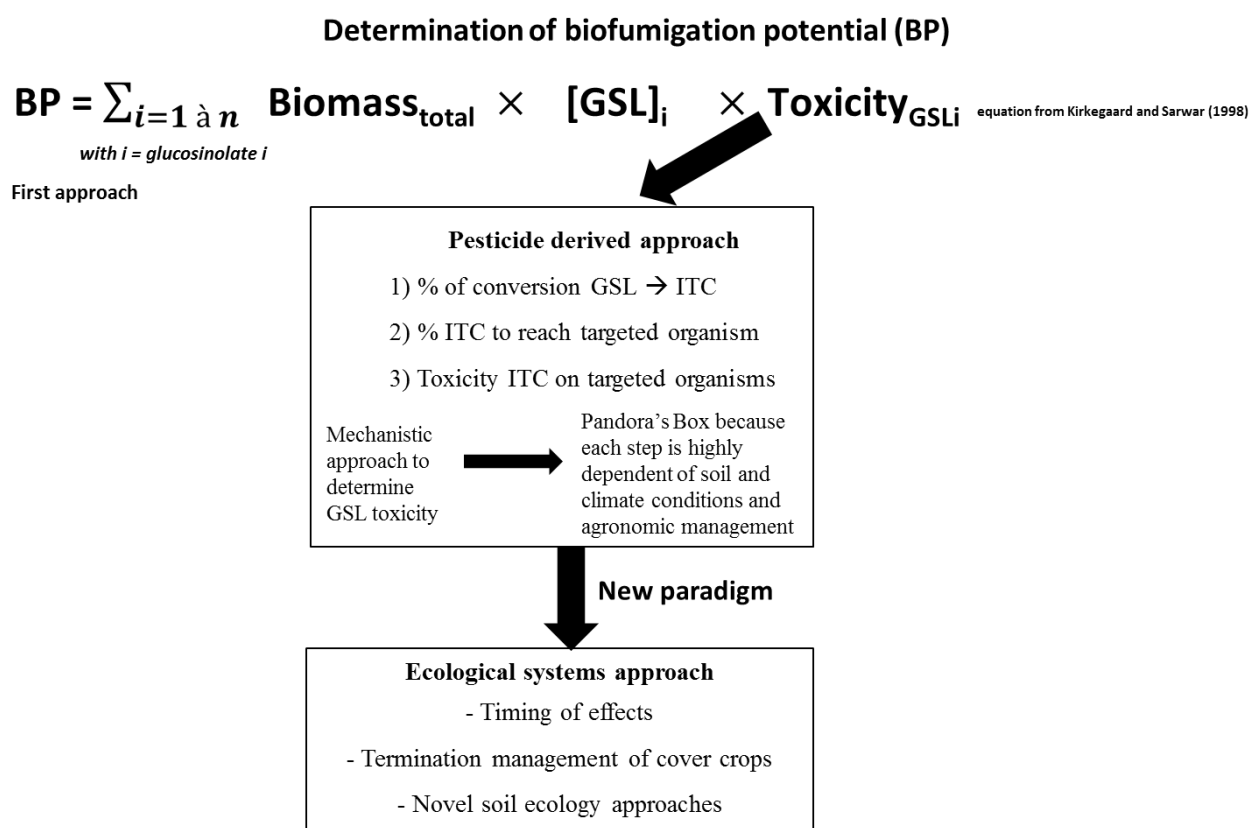 Determination of biofumigation potential (BP)
BP = ∑i=1 à n Biomasstotal × [GSL]i × ToxicityGSLi equation from Kirkegaard and Sarwar (1998)
with i = glucosinolate i
First approach
Pesticide derived approach
1) % of conversion GSL → ITC
2) % ITC to reach targeted organism
3) Toxicity ITC on targeted organisms
Mechanistic
approach to
determine
GSL toxicity
Pandora's Box because
each step is highly
dependent of soil and
climate conditions and
agronomic management
New paradigm
Ecological systems approach
- Timing of effects
- Termination management of cover crops
- Novel soil ecology approaches